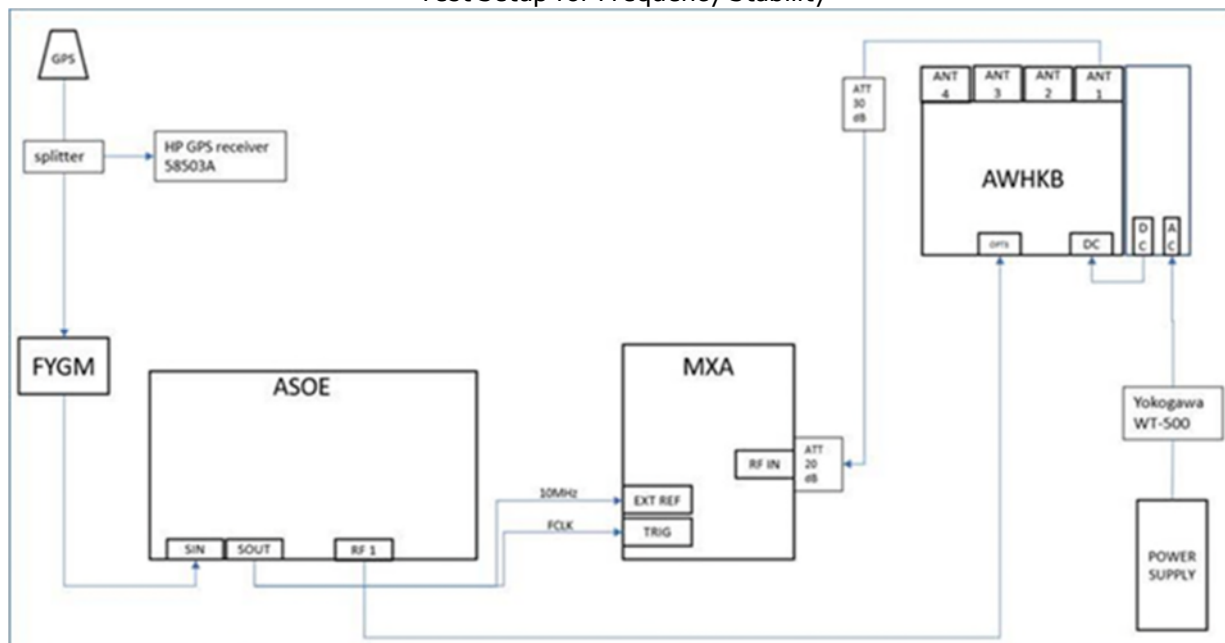 Test Setup for Frequency Stability
GPS
splitter
HP GPS receiver
58503A
FYGM
ASOE
SIN
SOUT
RF 1
10MHz
FCLK
MXA
RF IN
EXT REF
TRIG
ATT
20
dB
ATT
30
dB
ANT
4
ANT
3
ANT
2
ANT
1
AWHKB
OPT6
DC
D
C
A
C
Yokogawa
WT-500
POWER
SUPPLY